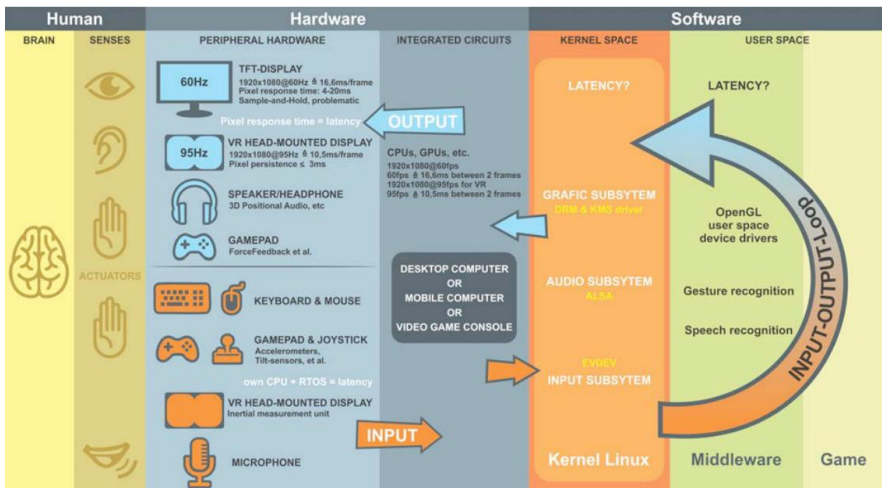 Human
Hardware
Software
BRAIN
SENSES
PERIPHERAL HARDWARE
INTEGRATED CIRCUITS
KERNEL SPACE
USER SPACE
60Hz
TFT-DISPLAY
1920x1080@60Hz ≙ 16,6ms/frame
Pixel response time: 4-20ms
Sample-and-Hold, problematic
Pixel response time = latency
OUTPUT
LATENCY?
LATENCY?
95Hz
VR HEAD-MOUNTED DISPLAY
1920x1080@95Hz ≙ 10,5ms/frame
Pixel persistence ≤ 3ms
CPUs, GPUs, etc.
1920x1080@60fps
60fps ≙ 16,6ms between 2 frames
1920x1080@95fps for VR
95fps ≙ 10,5ms between 2 frames
SPEAKER/HEADPHONE
3D Positional Audio, etc
GRAFIC SUBSYTEM
DRM & KMS driver
OpenGL
user space
device drivers
GAMEPAD
ForceFeedback et al.
ACTUATORS
DESKTOP COMPUTER
OR
MOBILE COMPUTER
OR
VIDEO GAME CONSOLE
AUDIO SUBSYTEM
ALSA
Gesture recognition
Speech recognition
INPUT-OUTPUT-Loop
KEYBOARD & MOUSE
GAMEPAD & JOYSTICK
Accelerometers,
Tilt-sensors, et al.
own CPU + RTOS = latency
EVDEV
INPUT SUBSYTEM
VR HEAD-MOUNTED DISPLAY
Inertial measurement unit
INPUT
MICROPHONE
Kernel Linux
Middleware
Game